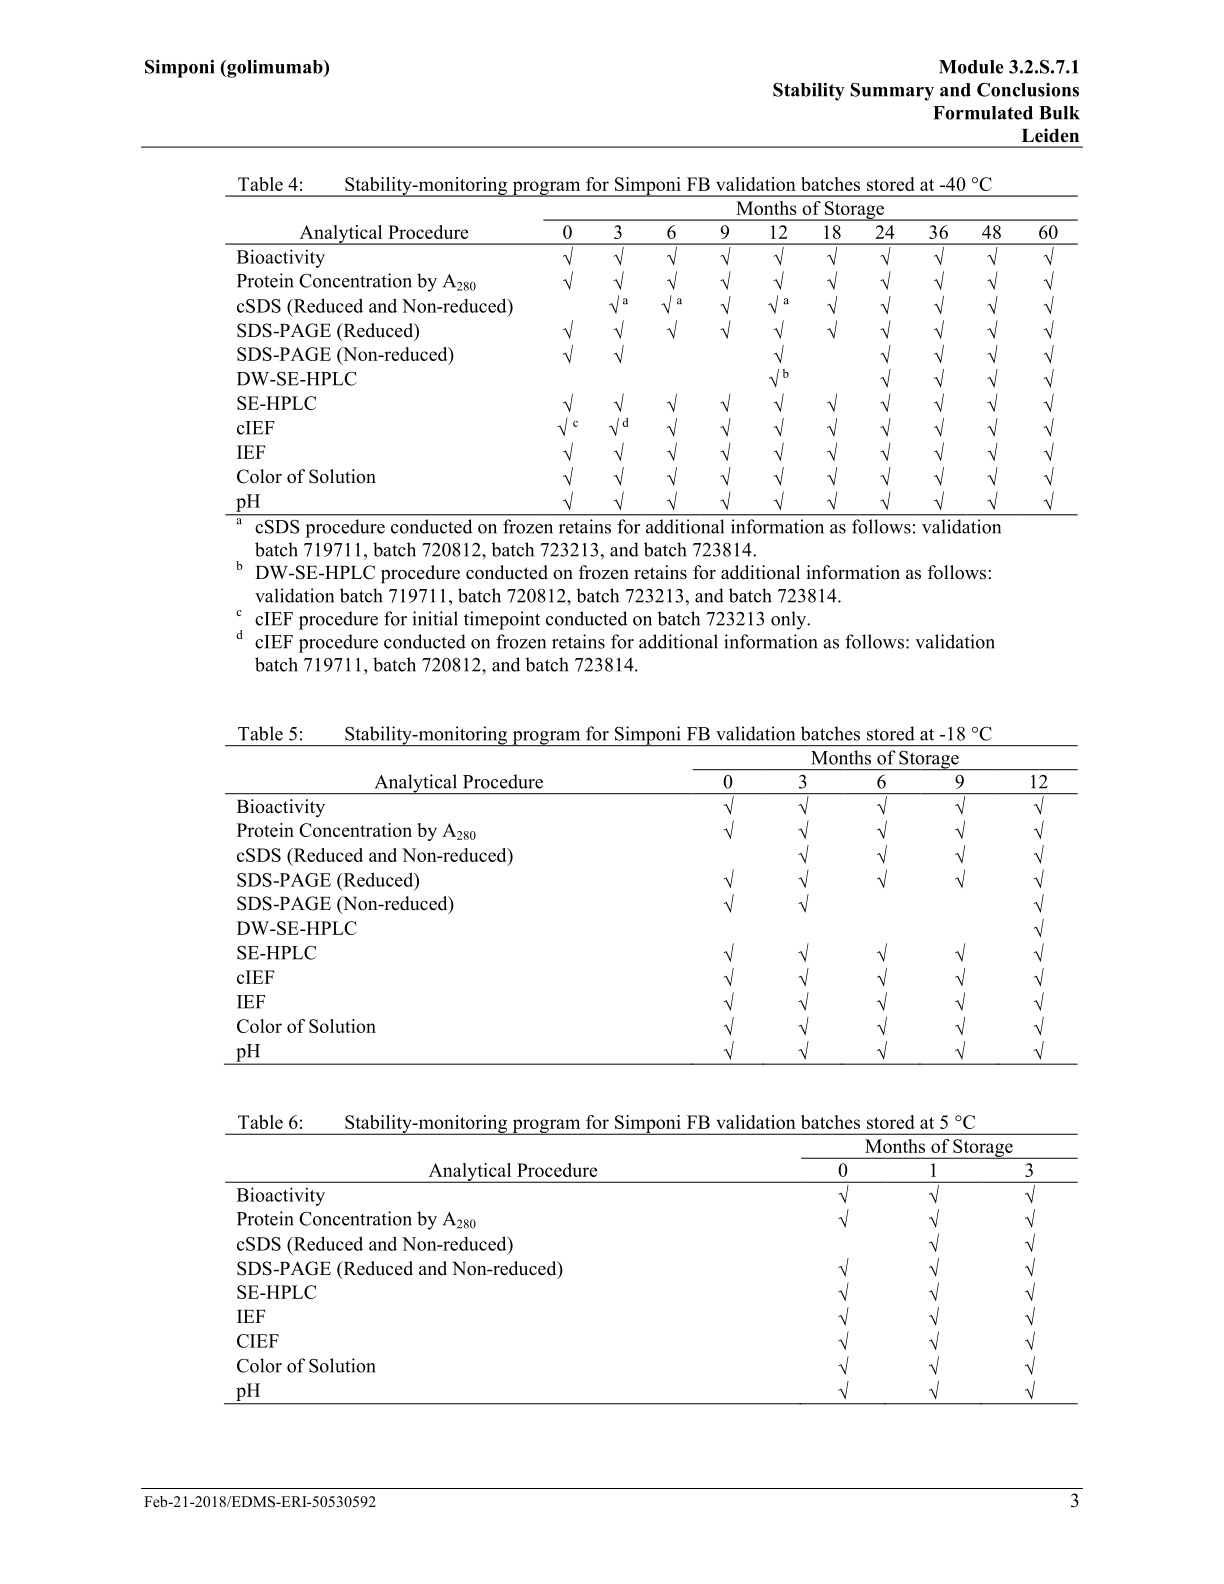 Simponi (golimumab)
Module 3.2.S.7.1
Stability Summary and Conclusions
Formulated Bulk
Leiden
Table 4: Stability-monitoring program for Simponi FB validation batches stored at -40 °C
Months of Storage
Analytical Procedure 0 3 6 9 12 18 24 36 48 60
Bioactivity √ √ √ √ √ √ √ √ √ √
Protein Concentration by A280 √ √ √ √ √ √ √ √ √ √
cSDS (Reduced and Non-reduced) √ a √ a √ √ a √ √ √ √ √
SDS-PAGE (Reduced) √ √ √ √ √ √ √ √ √ √
SDS-PAGE (Non-reduced) √ √ √ √ √ √ √
DW-SE-HPLC √ b √ √ √ √
SE-HPLC √ √ √ √ √ √ √ √ √ √
cIEF √ c √ d √ √ √ √ √ √ √ √
IEF √ √ √ √ √ √ √ √ √ √
Color of Solution √ √ √ √ √ √ √ √ √ √
pH √ √ √ √ √ √ √ √ √ √
a cSDS procedure conducted on frozen retains for additional information as follows: validation
batch 719711, batch 720812, batch 723213, and batch 723814.
b DW-SE-HPLC procedure conducted on frozen retains for additional information as follows:
validation batch 719711, batch 720812, batch 723213, and batch 723814.
c cIEF procedure for initial timepoint conducted on batch 723213 only.
d cIEF procedure conducted on frozen retains for additional information as follows: validation
batch 719711, batch 720812, and batch 723814.
Table 5: Stability-monitoring program for Simponi FB validation batches stored at -18 °C
Months of Storage
Analytical Procedure 0 3 6 9 12
Bioactivity √ √ √ √ √
Protein Concentration by A280 √ √ √ √ √
cSDS (Reduced and Non-reduced) √ √ √ √
SDS-PAGE (Reduced) √ √ √ √ √
SDS-PAGE (Non-reduced) √ √ √
DW-SE-HPLC √
SE-HPLC √ √ √ √ √
cIEF √ √ √ √ √
IEF √ √ √ √ √
Color of Solution √ √ √ √ √
pH √ √ √ √ √
Table 6: Stability-monitoring program for Simponi FB validation batches stored at 5 °C
Months of Storage
Analytical Procedure 0 1 3
Bioactivity √ √ √
Protein Concentration by A280 √ √ √
cSDS (Reduced and Non-reduced) √ √
SDS-PAGE (Reduced and Non-reduced) √ √ √
SE-HPLC √ √ √
IEF √ √ √
CIEF √ √ √
Color of Solution √ √ √
pH √ √ √
Feb-21-2018/EDMS-ERI-50530592 3